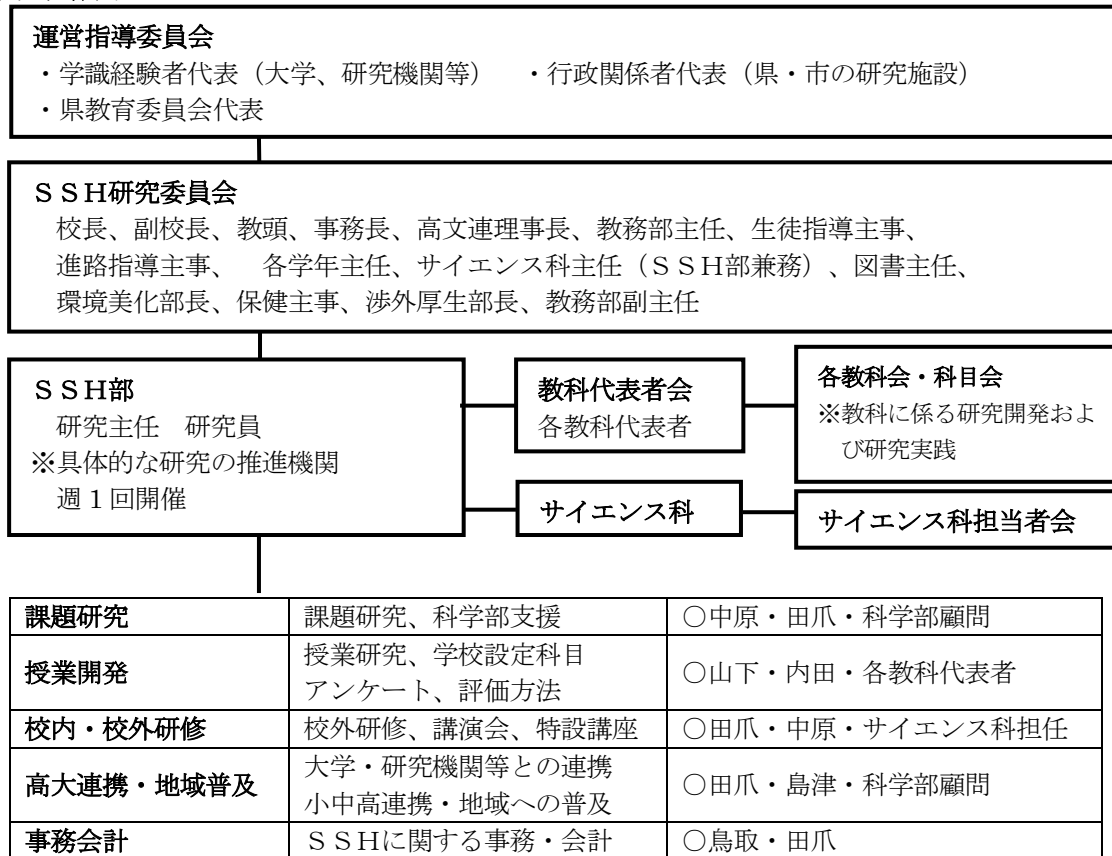 運営指導委員会
・学識経験者代表（大学、研究機関等）　・行政関係者代表（県・市の研究施設）
・県教育委員会代表
ＳＳＨ研究委員会
校長、副校長、教頭、事務長、高文連理事長、教務部主任、生徒指導主事、
進路指導主事、　各学年主任、サイエンス科主任（ＳＳＨ部兼務）、図書主任、
環境美化部長、保健主事、渉外厚生部長、教務部副主任
ＳＳＨ部
研究主任　研究員
※具体的な研究の推進機関
週１回開催
教科代表者会
各教科代表者
各教科会・科目会
※教科に係る研究開発およ
び研究実践
サイエンス科
サイエンス科担当者会
課題研究
課題研究、科学部支援
○中原・田爪・科学部顧問
授業開発
授業研究、学校設定科目
アンケート、評価方法
○山下・内田・各教科代表者
校内・校外研修
校外研修、講演会、特設講座
○田爪・中原・サイエンス科担任
高大連携・地域普及
大学・研究機関等との連携
小中高連携・地域への普及
○田爪・島津・科学部顧問
事務会計
ＳＳＨに関する事務・会計
○鳥取・田爪